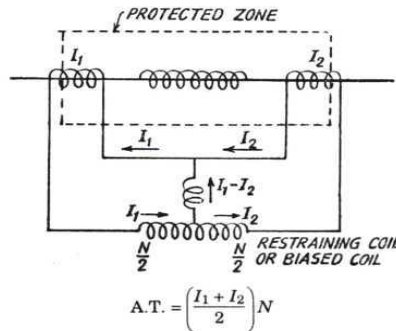 PROTECTED ZONE
I₁
I₂
I₁
I₂
I₁–I₂
I₁
I₂
N/2
N/2
RESTRAINING COIL
OR BIASED COIL
A.T. = ((I₁ + I₂)/2) N